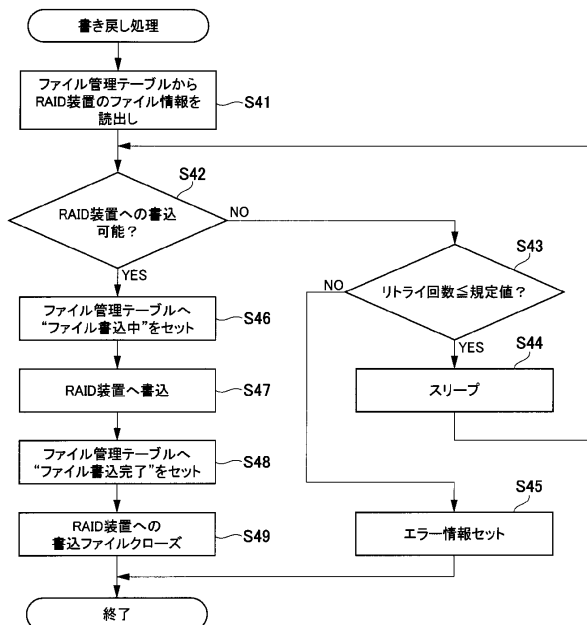 書き戻し処理
ファイル管理テーブルから
RAID装置のファイル情報を
読出し
S41
S42
RAID装置への書込
可能？
NO
YES
S43
リトライ回数≦規定値？
NO
YES
S44
スリープ
S46
ファイル管理テーブルへ
“ファイル書込中”をセット
S47
RAID装置へ書込
S48
ファイル管理テーブルへ
“ファイル書込完了”をセット
S45
エラー情報セット
S49
RAID装置への
書込ファイルクローズ
終了